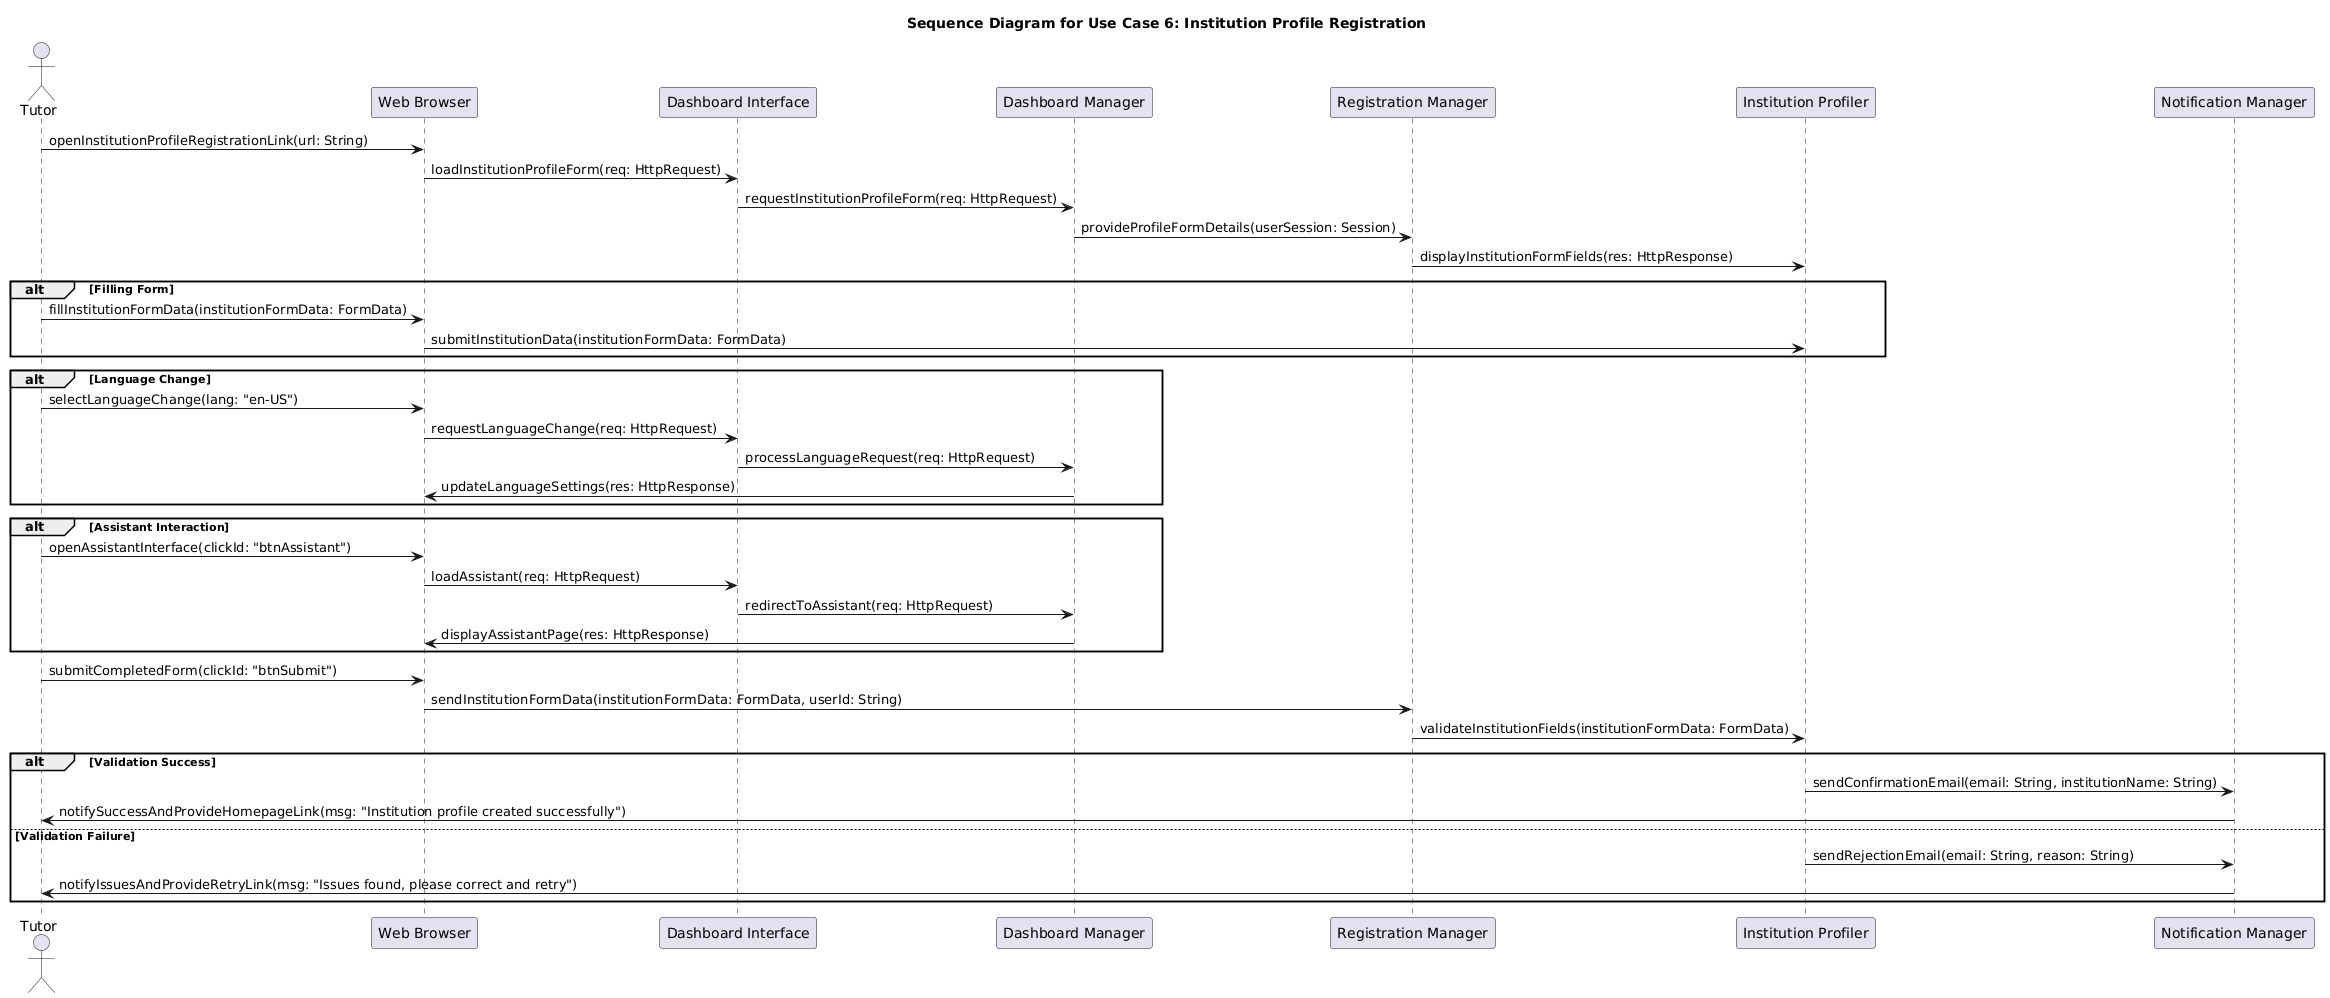 Sequence Diagram for Use Case 6: Institution Profile Registration
Tutor
Web Browser
Dashboard Interface
Dashboard Manager
Registration Manager
Institution Profiler
Notification Manager
openInstitutionProfileRegistrationLink(url: String)
loadInstitutionProfileForm(req: HttpRequest)
requestInstitutionProfileForm(req: HttpRequest)
provideProfileFormDetails(userSession: Session)
displayInstitutionFormFields(res: HttpResponse)
alt [Filling Form]
fillInstitutionFormData(institutionFormData: FormData)
submitInstitutionData(institutionFormData: FormData)
alt [Language Change]
selectLanguageChange(lang: "en-US")
requestLanguageChange(req: HttpRequest)
processLanguageRequest(req: HttpRequest)
updateLanguageSettings(res: HttpResponse)
alt [Assistant Interaction]
openAssistantInterface(clickId: "btnAssistant")
loadAssistant(req: HttpRequest)
redirectToAssistant(req: HttpRequest)
displayAssistantPage(res: HttpResponse)
submitCompletedForm(clickId: "btnSubmit")
sendInstitutionFormData(institutionFormData: FormData, userId: String)
validateInstitutionFields(institutionFormData: FormData)
alt [Validation Success]
sendConfirmationEmail(email: String, institutionName: String)
notifySuccessAndProvideHomepageLink(msg: "Institution profile created successfully")
[Validation Failure]
sendRejectionEmail(email: String, reason: String)
notifyIssuesAndProvideRetryLink(msg: "Issues found, please correct and retry")
Tutor
Web Browser
Dashboard Interface
Dashboard Manager
Registration Manager
Institution Profiler
Notification Manager